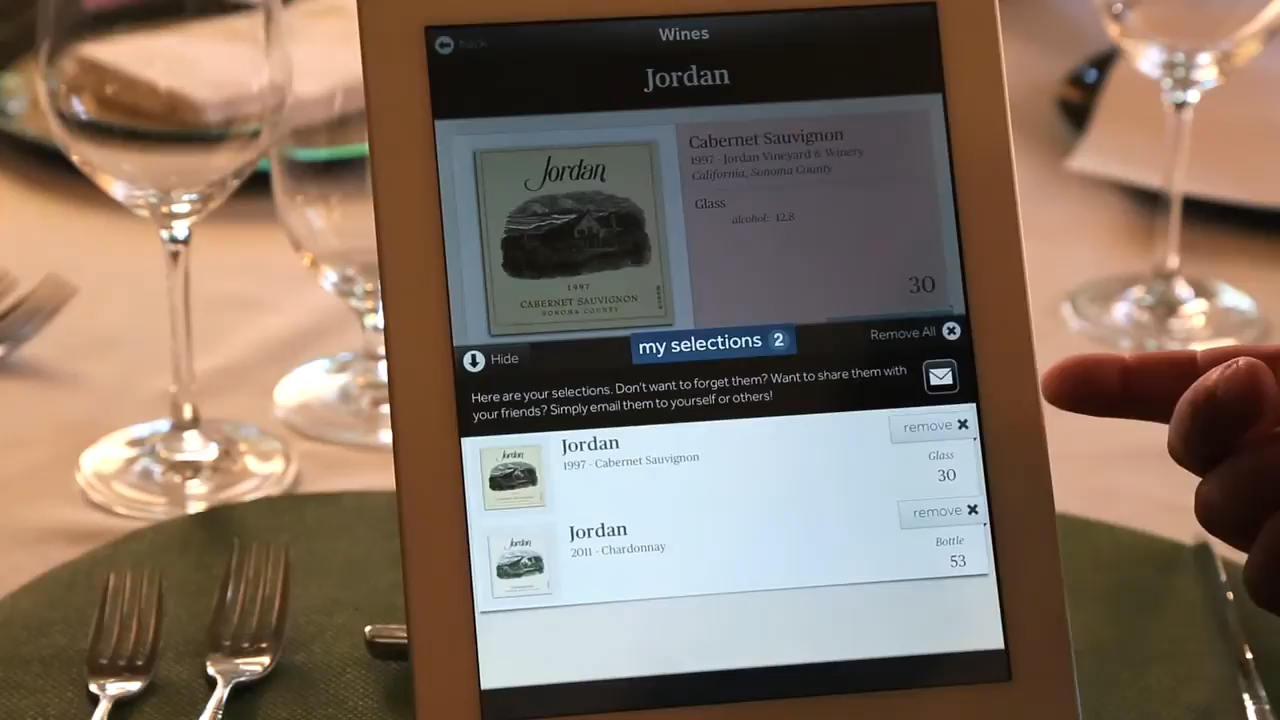 Back
Wines
Jordan
Jordan
1997
CABERNET SAUVIGNON
SONOMA COUNTY
Cabernet Sauvignon
1997 - Jordan Vineyard & Winery
California, Sonoma County
Glass
alcohol: 12.8
30
Hide
my selections 2
Remove All
Here are your selections. Don't want to forget them? Want to share them with
your friends? Simply email them to yourself or others!
Jordan
Jordan
1997 - Cabernet Sauvignon
remove
Glass
30
Jordan
Jordan
2011 - Chardonnay
remove
Bottle
53